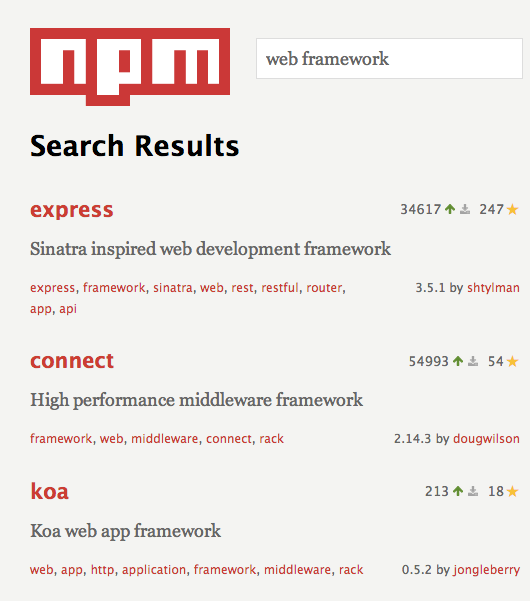 npm
web framework
Search Results
express 34617 247
Sinatra inspired web development framework
express, framework, sinatra, web, rest, restful, router, 3.5.1 by shtylman
app, api
connect 54993 54
High performance middleware framework
framework, web, middleware, connect, rack 2.14.3 by dougwilson
koa 213 18
Koa web app framework
web, app, http, application, framework, middleware, rack 0.5.2 by jongleberry